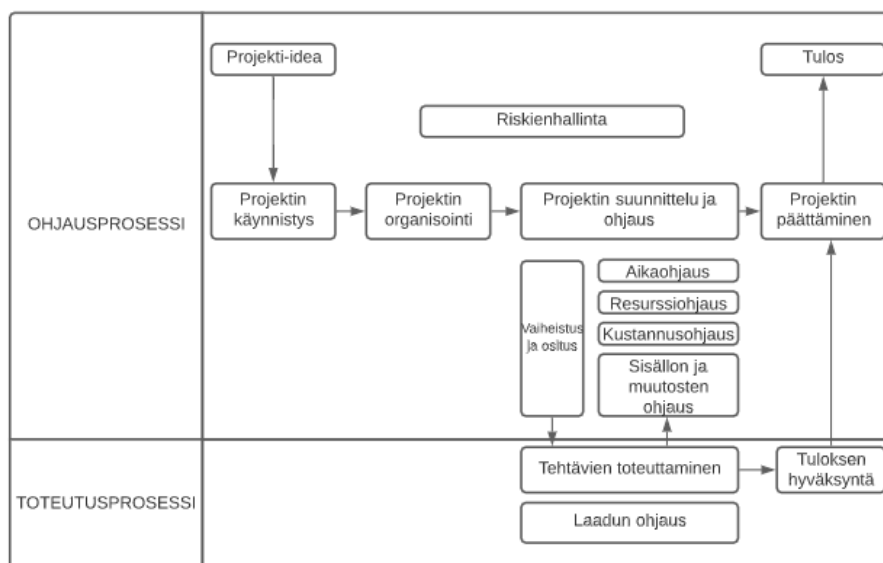 Projekti-idea
Tulos
Riskienhallinta
OHJAUSPROSESSI
Projektin
käynnistys
Projektin
organisointi
Projektin suunnittelu ja
ohjaus
Projektin
päättäminen
Vaiheistus
ja ositus
Aikaohjaus
Resurssiohjaus
Kustannusohjaus
Sisällon ja
muutosten
ohjaus
TOTEUTUSPROSESSI
Tehtävien toteuttaminen
Tuloksen
hyväksyntä
Laadun ohjaus